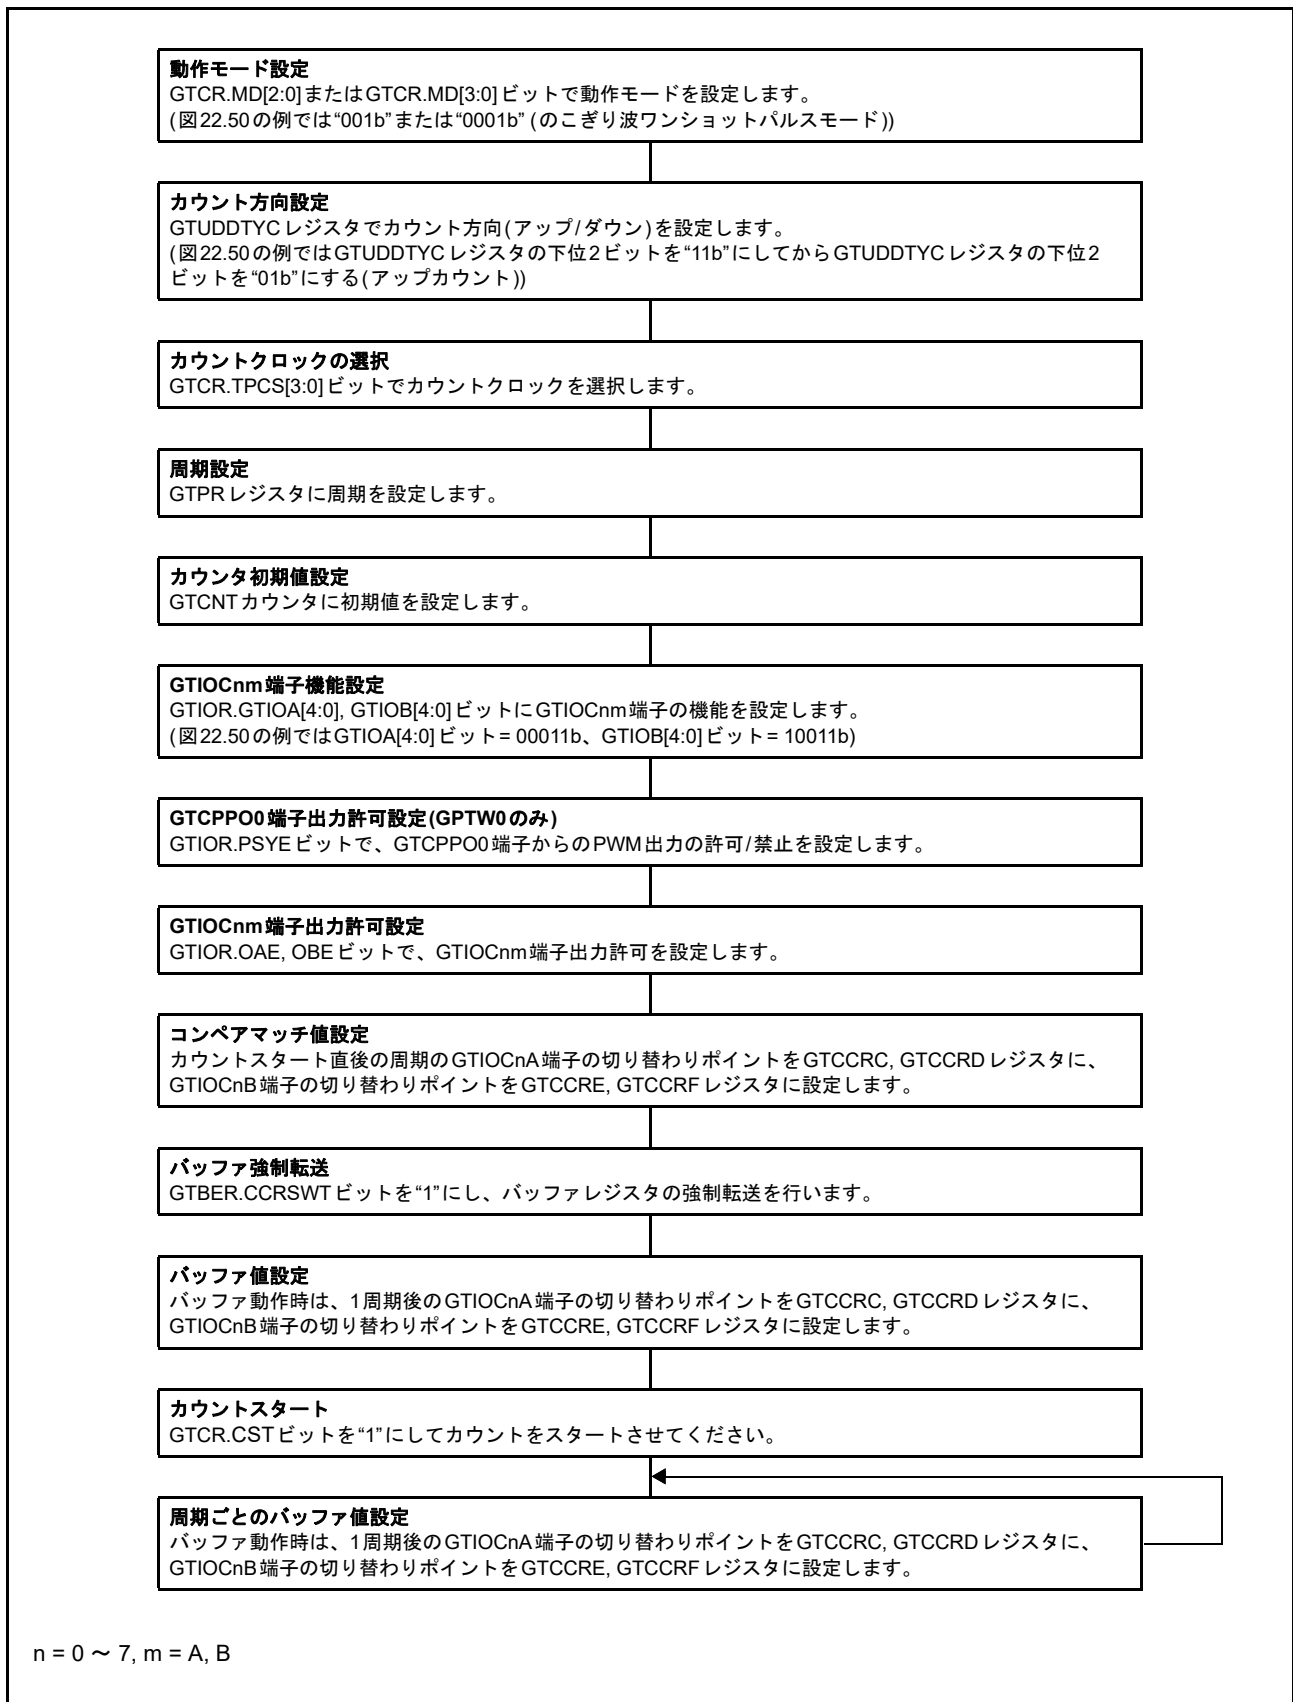 動作モード設定
GTCR.MD[2:0]またはGTCR.MD[3:0]ビットで動作モードを設定します。
(図22.50の例では“001b”または“0001b” (のこぎり波ワンショットパルスモード))
カウント方向設定
GTUDDTYCレジスタでカウント方向(アップ/ダウン)を設定します。
(図22.50の例ではGTUDDTYCレジスタの下位2ビットを“11b”にしてからGTUDDTYCレジスタの下位2
ビットを“01b”にする(アップカウント))
カウントクロックの選択
GTCR.TPCS[3:0]ビットでカウントクロックを選択します。
周期設定
GTPRレジスタに周期を設定します。
カウンタ初期値設定
GTCNTカウンタに初期値を設定します。
GTIOCnm端子機能設定
GTIOR.GTIOA[4:0], GTIOB[4:0]ビットにGTIOCnm端子の機能を設定します。
(図22.50の例ではGTIOA[4:0]ビット= 00011b、GTIOB[4:0]ビット= 10011b)
GTCPPO0端子出力許可設定(GPTW0のみ)
GTIOR.PSYEビットで、GTCPPO0端子からのPWM出力の許可/禁止を設定します。
GTIOCnm端子出力許可設定
GTIOR.OAE, OBEビットで、GTIOCnm端子出力許可を設定します。
コンペアマッチ値設定
カウントスタート直後の周期のGTIOCnA端子の切り替わりポイントをGTCCRC, GTCCRDレジスタに、
GTIOCnB端子の切り替わりポイントをGTCCRE, GTCCRFレジスタに設定します。
バッファ強制転送
GTBER.CCRSWTビットを“1”にし、バッファレジスタの強制転送を行います。
バッファ値設定
バッファ動作時は、1周期後のGTIOCnA端子の切り替わりポイントをGTCCRC, GTCCRDレジスタに、
GTIOCnB端子の切り替わりポイントをGTCCRE, GTCCRFレジスタに設定します。
カウントスタート
GTCR.CSTビットを“1”にしてカウントをスタートさせてください。
周期ごとのバッファ値設定
バッファ動作時は、1周期後のGTIOCnA端子の切り替わりポイントをGTCCRC, GTCCRDレジスタに、
GTIOCnB端子の切り替わりポイントをGTCCRE, GTCCRFレジスタに設定します。
n = 0 ～ 7, m = A, B